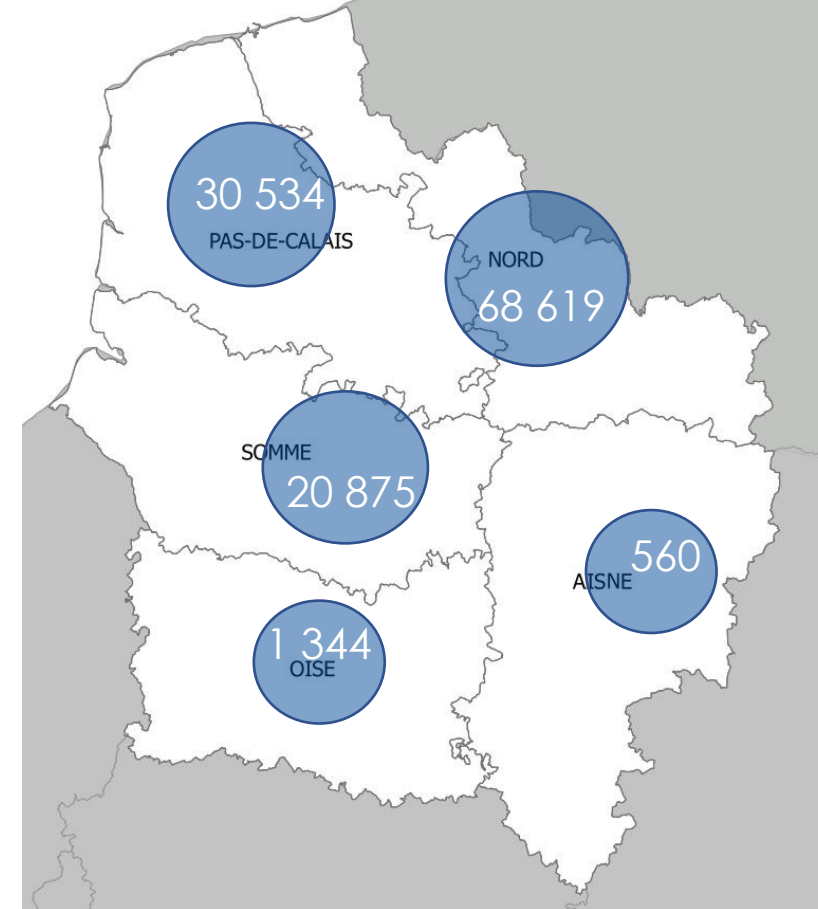 30 534
PAS-DE-CALAIS
NORD
68 619
SOMME
20 875
560
AISNE
1 344
OISE